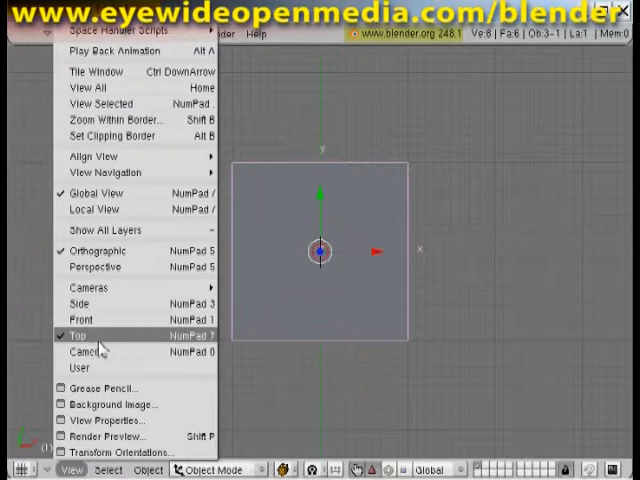 www.eyewideopenmedia.com/blender
Space Handler Scripts
Help
www.blender.org 248.1
Ve:8 | Fa:6 | Ob:3-1 | La:1 | Mem:0
Play Back Animation Alt A
Tile Window Ctrl DownArrow
View All Home
View Selected NumPad .
Zoom Within Border... Shift B
Set Clipping Border Alt B
Align View
View Navigation
Global View NumPad /
Local View NumPad /
Show All Layers ~
Orthographic NumPad 5
Perspective NumPad 5
Cameras
Side NumPad 3
Front NumPad 1
Top NumPad 7
Camera NumPad 0
User
Grease Pencil...
Background Image...
View Properties...
Render Preview... Shift P
Transform Orientations...
y
x
(1)
View Select Object Object Mode Global